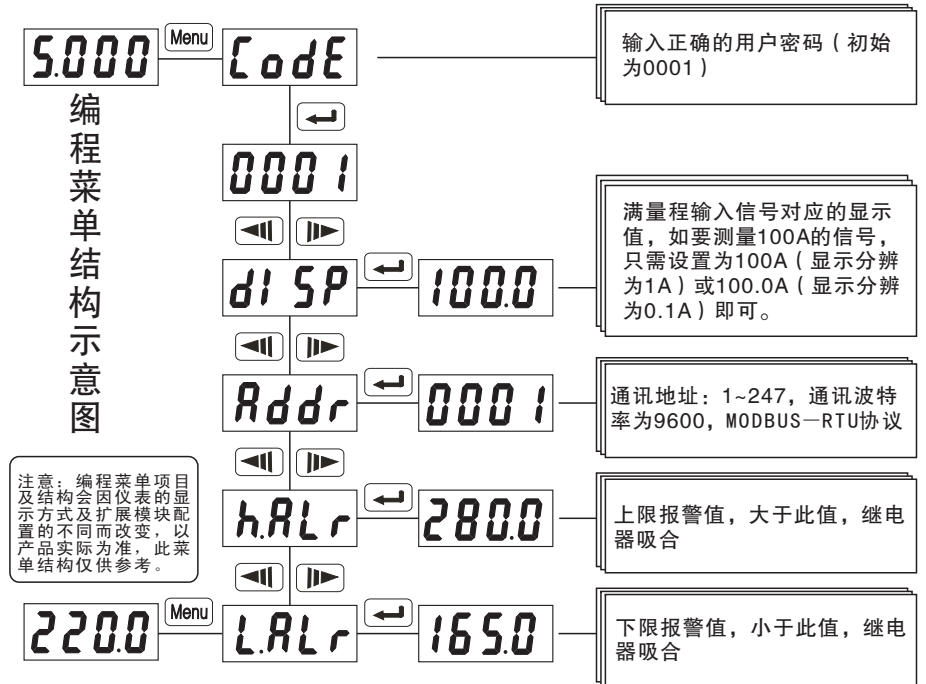 5.000
Menu
CodE
输入正确的用户密码（初始
为0001）
编程菜单结构示意图
0001
dISP
100.0
满量程输入信号对应的显示
值，如要测量100A的信号，
只需设置为100A（显示分辨
为1A）或100.0A（显示分辨
为0.1A）即可。
Addr
0001
通讯地址：1~247，通讯波特
率为9600，MODBUS－RTU协议
注意：编程菜单项目
及结构会因仪表的显
示方式及扩展模块配
置的不同而改变，以
产品实际为准，此菜
单结构仅供参考。
h.ALr
280.0
上限报警值，大于此值，继电
器吸合
220.0
Menu
L.ALr
165.0
下限报警值，小于此值，继电
器吸合